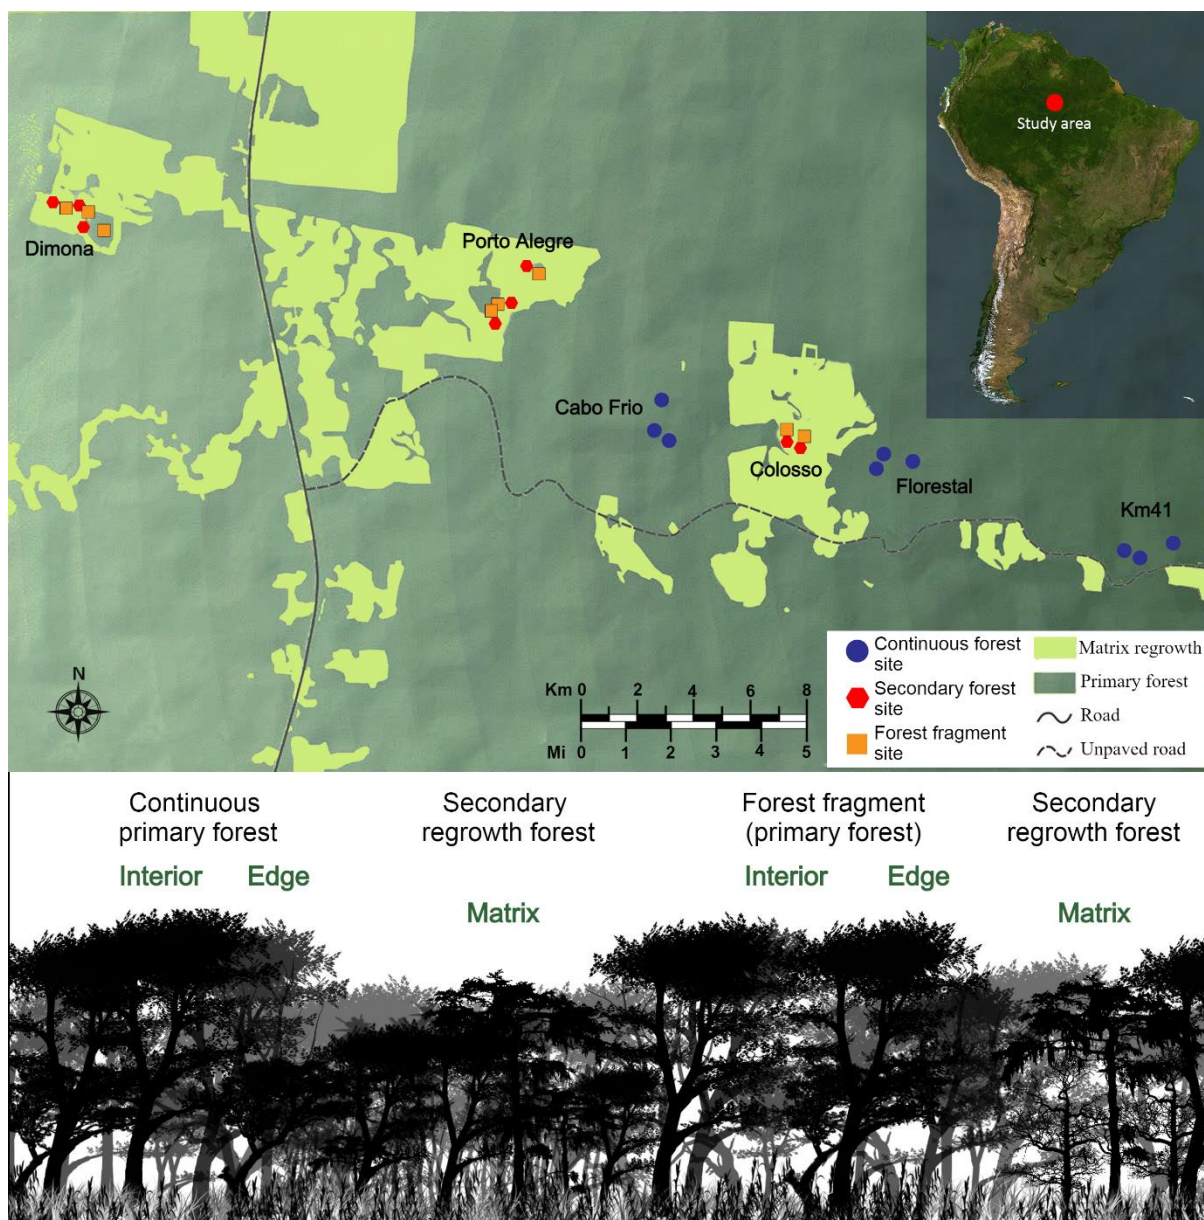 Study area
Dimona
Porto Alegre
Cabo Frio
Colosso
Florestal
Km41
N
Km 0 2 4 6 8
Mi 0 1 2 3 4 5
Continuous forest
site
Secondary forest
site
Forest fragment
site
Matrix regrowth
Primary forest
Road
Unpaved road
Continuous
primary forest
Secondary
regrowth forest
Forest fragment
(primary forest)
Secondary
regrowth forest
Interior Edge
Matrix
Interior Edge
Matrix